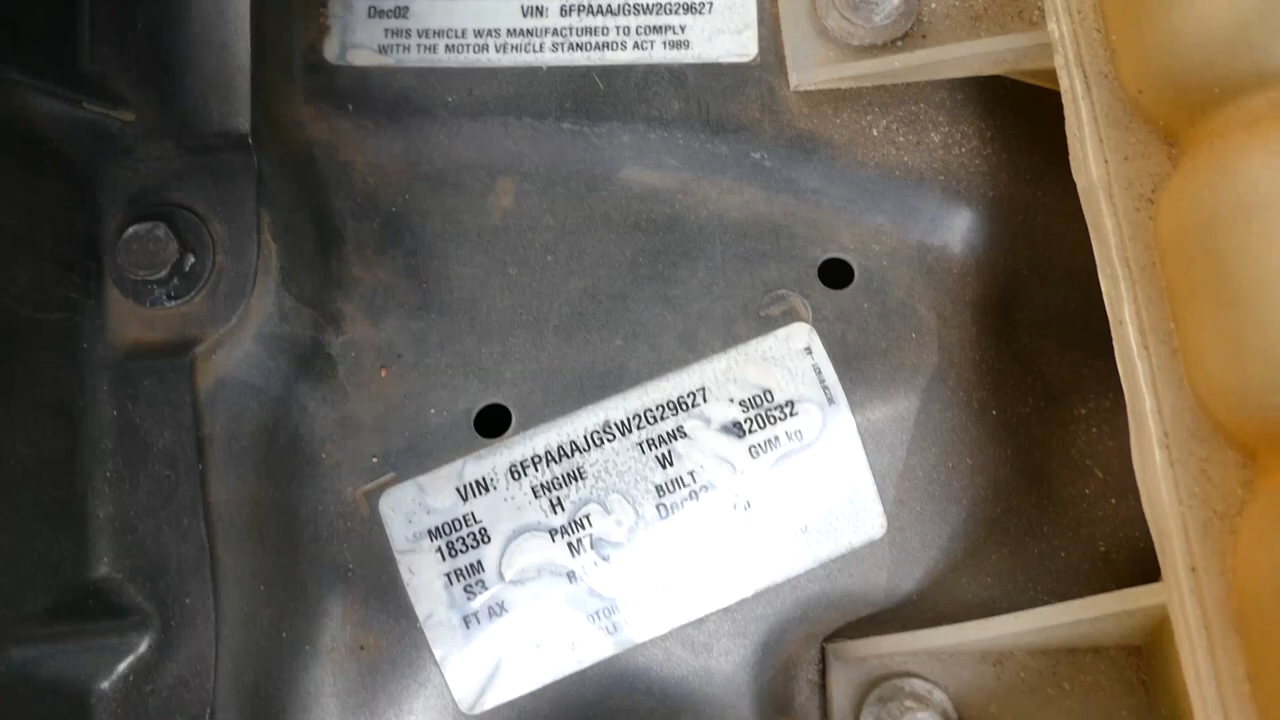 Dec02 VIN: 6FPAAAJGSW2G29627
THIS VEHICLE WAS MANUFACTURED TO COMPLY
WITH THE MOTOR VEHICLE STANDARDS ACT 1989.
VIN: 6FPAAAJGSW2G29627
MODEL ENGINE TRANS SIDO
18338 H W 320632
TRIM PAINT BUILT GVM kg
S3 M7 Dec02
FT AX